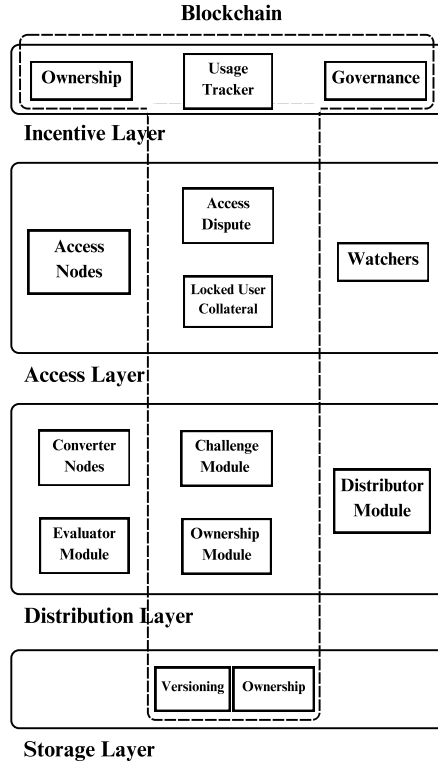 Blockchain
Ownership
Usage
Tracker
Governance
Incentive Layer
Access
Nodes
Access
Dispute
Locked User
Collateral
Watchers
Access Layer
Converter
Nodes
Challenge
Module
Distributor
Module
Evaluator
Module
Ownership
Module
Distribution Layer
Versioning
Ownership
Storage Layer